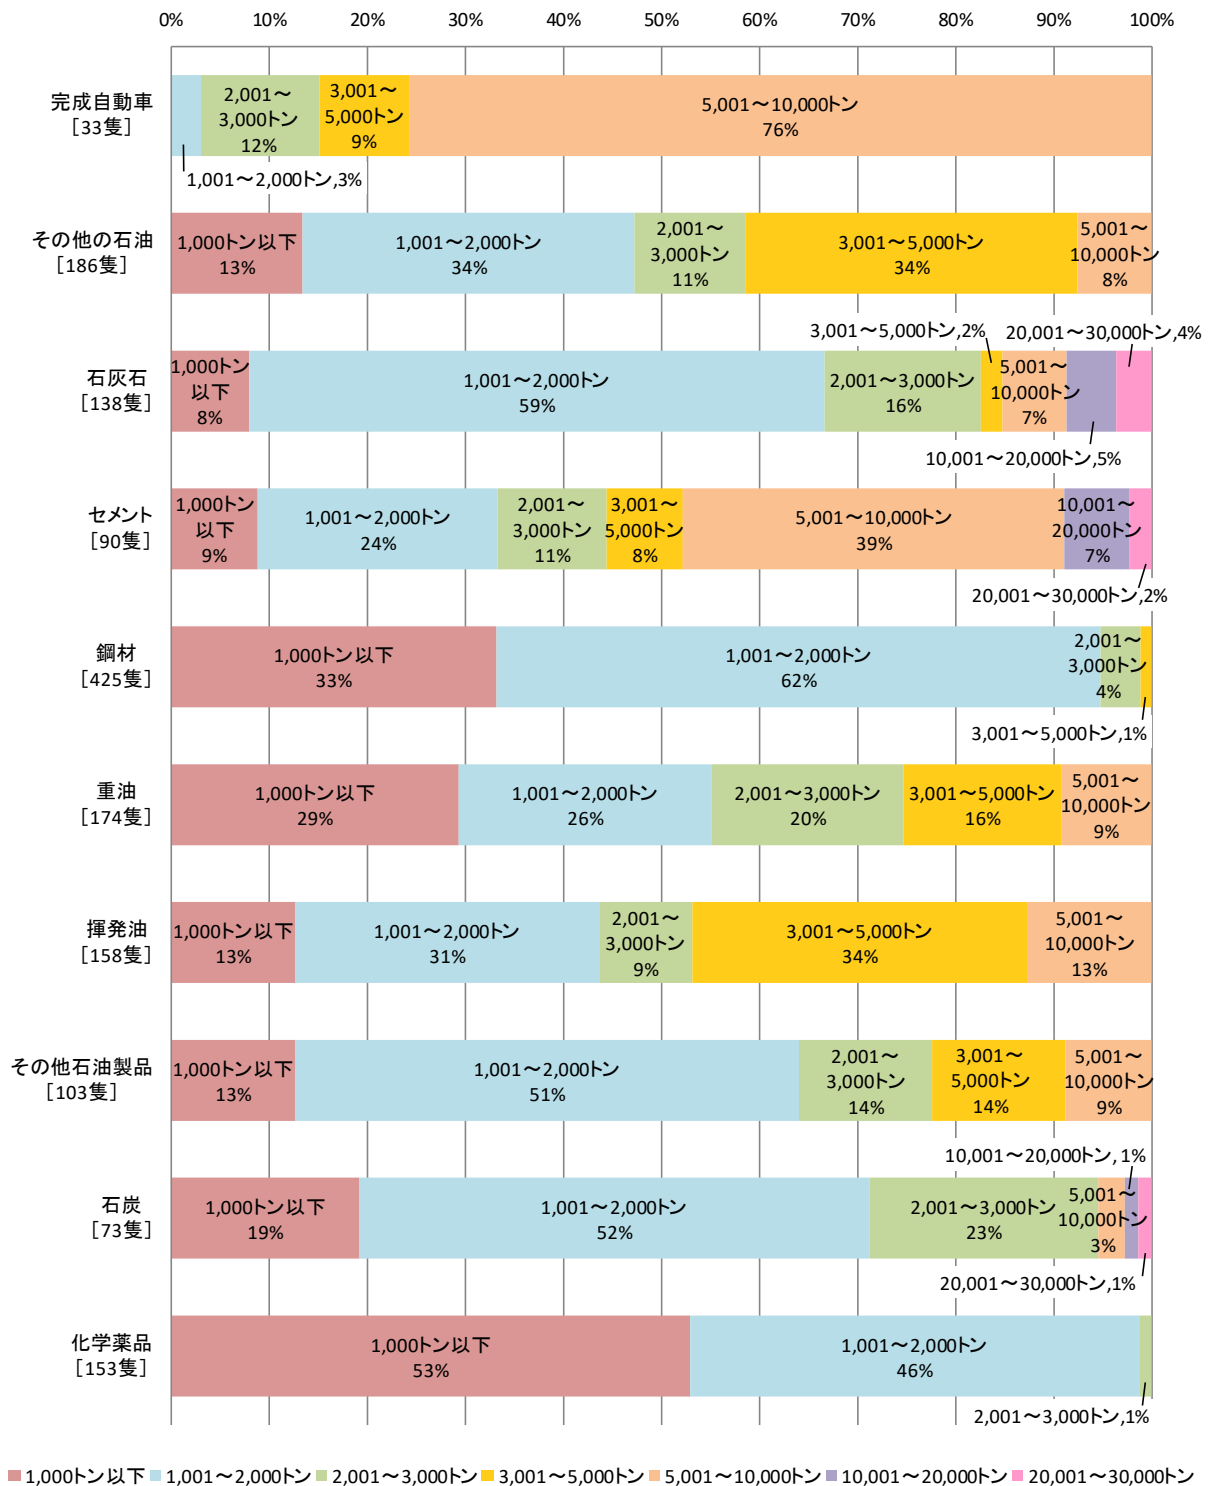 0% 10% 20% 30% 40% 50% 60% 70% 80% 90% 100%
完成自動車
[33隻]
2,001～
3,000トン
12%
3,001～
5,000トン
9%
5,001～10,000トン
76%
1,001～2,000トン,3%
その他の石油
[186隻]
1,000トン以下
13%
1,001～2,000トン
34%
2,001～
3,000トン
11%
3,001～5,000トン
34%
5,001～
10,000トン
8%
3,001～5,000トン,2%
20,001～30,000トン,4%
石灰石
[138隻]
1,000トン
以下
8%
1,001～2,000トン
59%
2,001～3,000トン
16%
5,001～
10,000トン
7%
10,001～20,000トン,5%
セメント
[90隻]
1,000トン
以下
9%
1,001～2,000トン
24%
2,001～
3,000トン
11%
3,001～
5,000トン
8%
5,001～10,000トン
39%
10,001～
20,000トン
7%
20,001～30,000トン,2%
鋼材
[425隻]
1,000トン以下
33%
1,001～2,000トン
62%
2,001～
3,000トン
4%
3,001～5,000トン,1%
重油
[174隻]
1,000トン以下
29%
1,001～2,000トン
26%
2,001～3,000トン
20%
3,001～5,000トン
16%
5,001～
10,000トン
9%
揮発油
[158隻]
1,000トン以下
13%
1,001～2,000トン
31%
2,001～
3,000トン
9%
3,001～5,000トン
34%
5,001～
10,000トン
13%
その他石油製品
[103隻]
1,000トン以下
13%
1,001～2,000トン
51%
2,001～
3,000トン
14%
3,001～
5,000トン
14%
5,001～
10,000トン
9%
10,001～20,000トン, 1%
石炭
[73隻]
1,000トン以下
19%
1,001～2,000トン
52%
2,001～3,000トン
23%
5,001～
10,000トン
3%
20,001～30,000トン,1%
化学薬品
[153隻]
1,000トン以下
53%
1,001～2,000トン
46%
2,001～3,000トン,1%
1,000トン以下 1,001～2,000トン 2,001～3,000トン 3,001～5,000トン 5,001～10,000トン 10,001～20,000トン 20,001～30,000トン